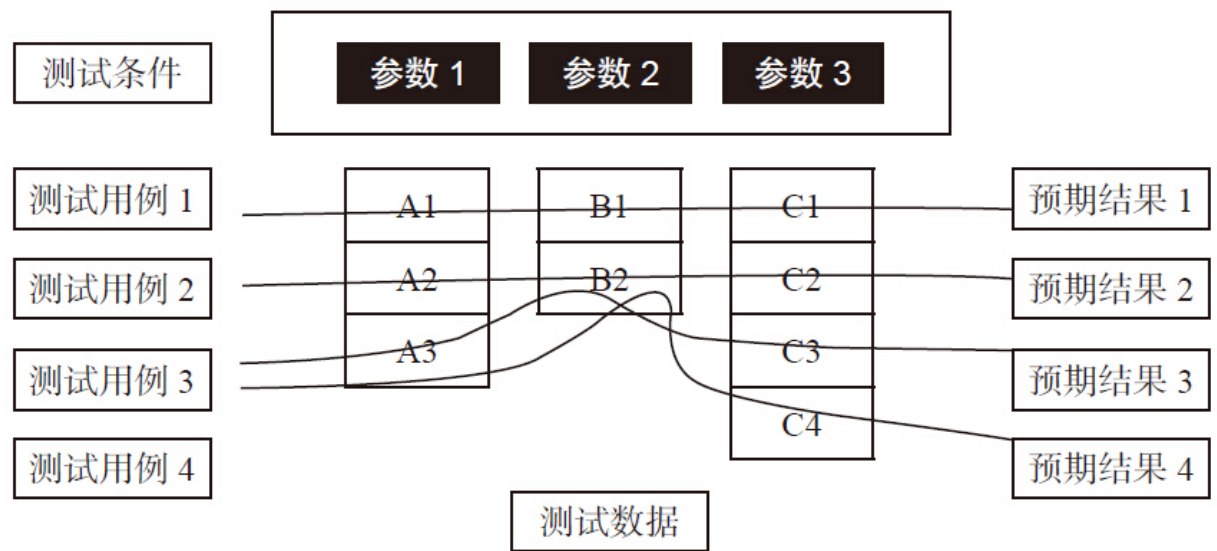 测试条件 参数 1 参数 2 参数 3
测试用例 1 A1 B1 C1 预期结果 1
测试用例 2 A2 B2 C2 预期结果 2
测试用例 3 A3 C3 预期结果 3
测试用例 4 C4 预期结果 4
测试数据